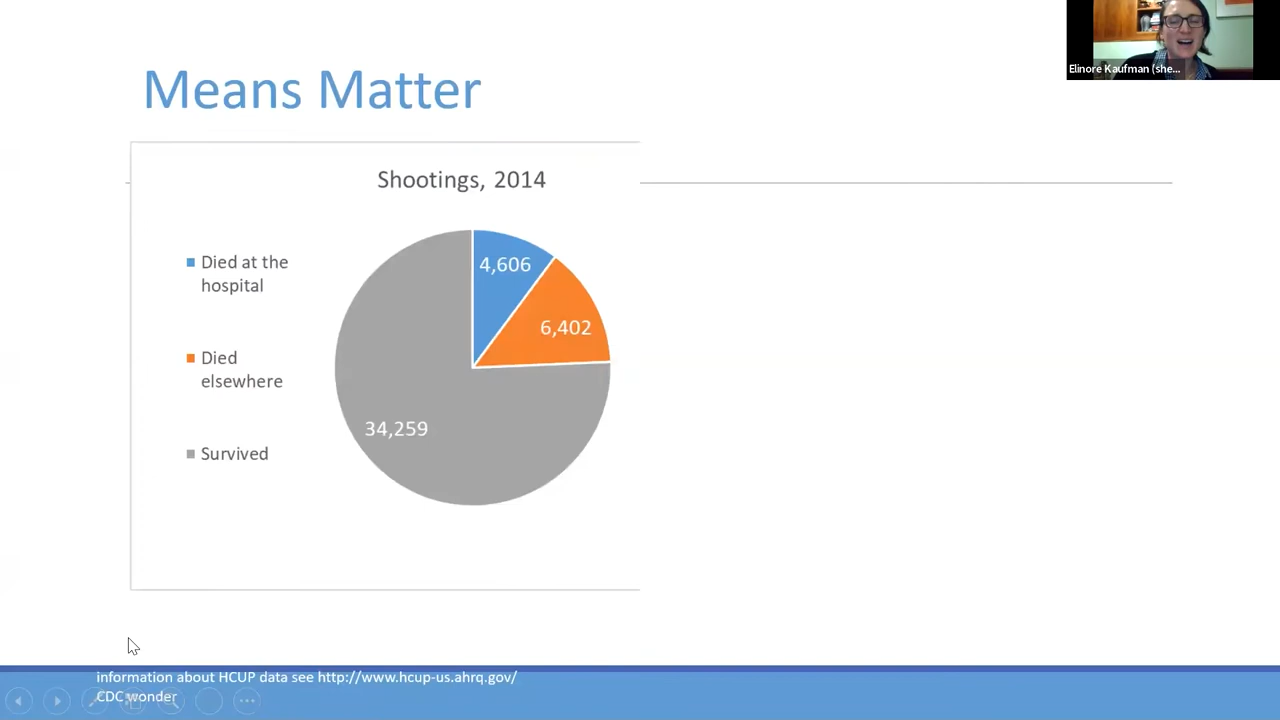 Elinore Kaufman (she...
Means Matter
Shootings, 2014
Died at the
hospital
Died
elsewhere
Survived
4,606
6,402
34,259
information about HCUP data see http://www.hcup-us.ahrq.gov/
CDC wonder